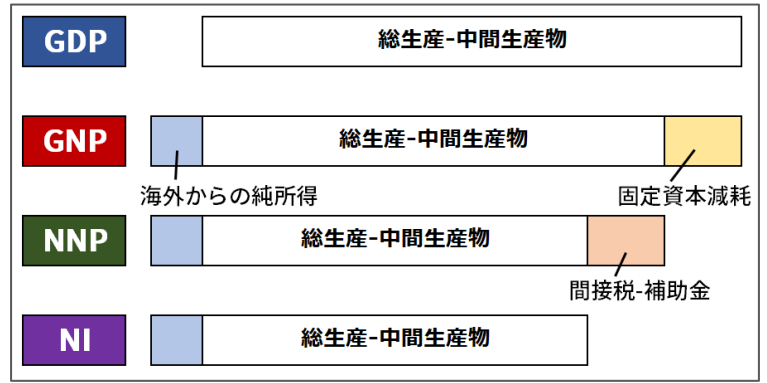 GDP
総生産-中間生産物
GNP
総生産-中間生産物
海外からの純所得
固定資本減耗
NNP
総生産-中間生産物
間接税-補助金
NI
総生産-中間生産物